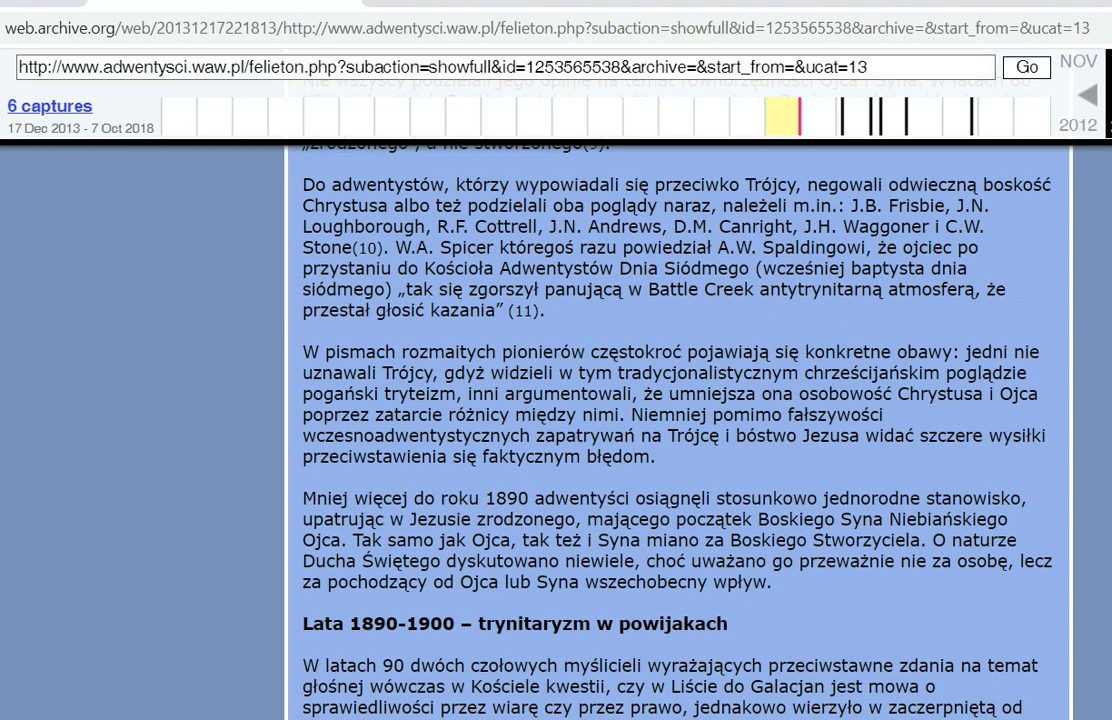 web.archive.org/web/20131217221813/http://www.adwentysci.waw.pl/felieton.php?subaction=showfull&id=1253565538&archive=&start_from=&ucat=13
http://www.adwentysci.waw.pl/felieton.php?subaction=showfull&id=1253565538&archive=&start_from=&ucat=13
Go
NOV
6 captures
17 Dec 2013 - 7 Oct 2018
2012
„zrodzonego", a nie stworzonego(9).
Do adwentystów, którzy wypowiadali się przeciwko Trójcy, negowali odwieczną boskość
Chrystusa albo też podzielali oba poglądy naraz, należeli m.in.: J.B. Frisbie, J.N.
Loughborough, R.F. Cottrell, J.N. Andrews, D.M. Canright, J.H. Waggoner i C.W.
Stone(10). W.A. Spicer któregoś razu powiedział A.W. Spaldingowi, że ojciec po
przystaniu do Kościoła Adwentystów Dnia Siódmego (wcześniej baptysta dnia
siódmego) „tak się zgorszył panującą w Battle Creek antytrynitarną atmosferą, że
przestał głosić kazania” (11).
W pismach rozmaitych pionierów częstokroć pojawiają się konkretne obawy: jedni nie
uznawali Trójcy, gdyż widzieli w tym tradycjonalistycznym chrześcijańskim poglądzie
pogański tryteizm, inni argumentowali, że umniejsza ona osobowość Chrystusa i Ojca
poprzez zatarcie różnicy między nimi. Niemniej pomimo fałszywości
wczesnoadwentystycznych zapatrywań na Trójcę i bóstwo Jezusa widać szczere wysiłki
przeciwstawienia się faktycznym błędom.
Mniej więcej do roku 1890 adwentyści osiągnęli stosunkowo jednorodne stanowisko,
upatrując w Jezusie zrodzonego, mającego początek Boskiego Syna Niebiańskiego
Ojca. Tak samo jak Ojca, tak też i Syna miano za Boskiego Stworzyciela. O naturze
Ducha Świętego dyskutowano niewiele, choć uważano go przeważnie nie za osobę, lecz
za pochodzący od Ojca lub Syna wszechobecny wpływ.
Lata 1890-1900 – trynitaryzm w powijakach
W latach 90 dwóch czołowych myślicieli wyrażających przeciwstawne zdania na temat
głośnej wówczas w Kościele kwestii, czy w Liście do Galacjan jest mowa o
sprawiedliwości przez wiarę czy przez prawo, jednakowo wierzyło w zaczerpniętą od